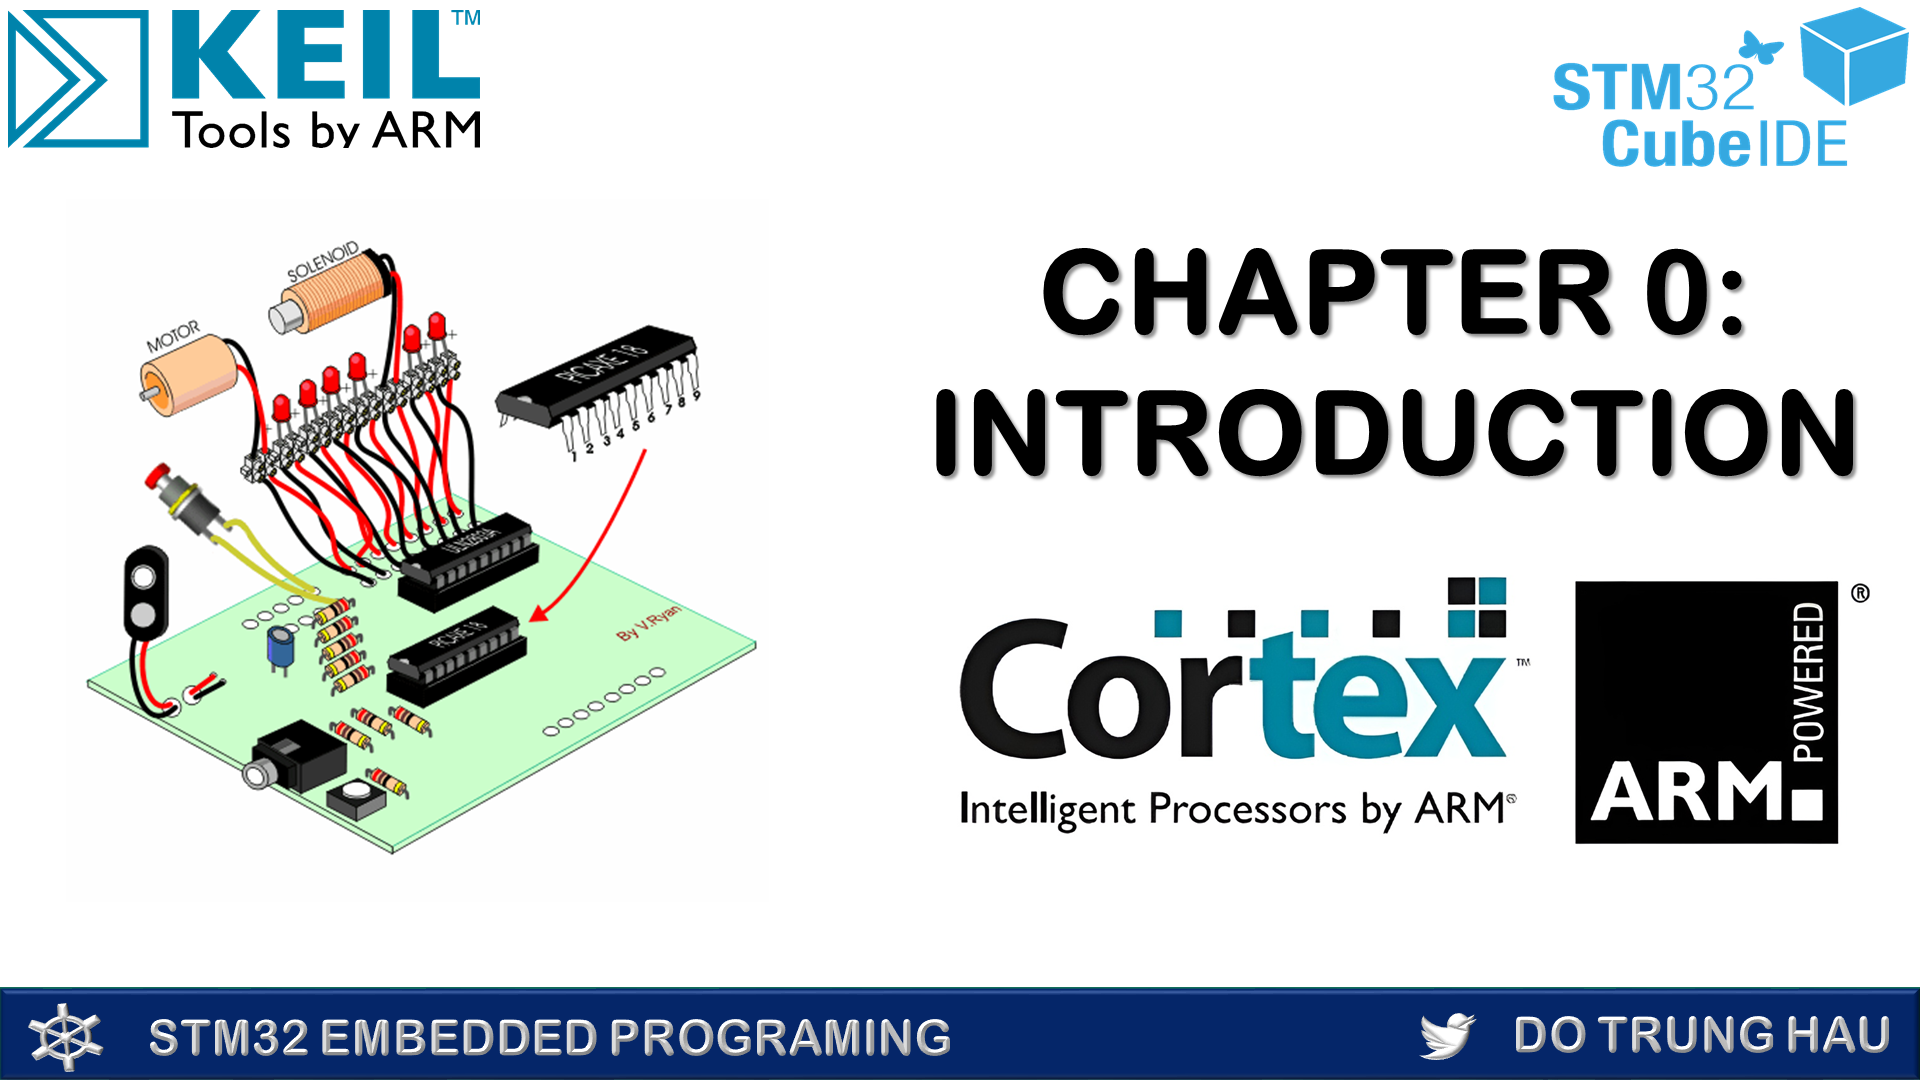 KEIL™
Tools by ARM
STM32
CubeIDE
CHAPTER 0:
INTRODUCTION
SOLENOID
MOTOR
+
+
+
+
+
PICAXE 18
1 2 3 4 5 6 7 8 9
PICAXE 18
By V.Ryan
Cortex™
Intelligent Processors by ARM®
ARM POWERED ®
STM32 EMBEDDED PROGRAMING
DO TRUNG HAU